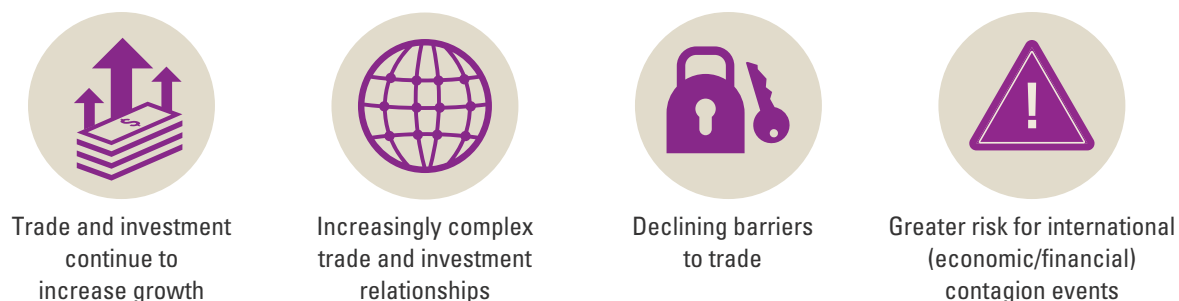 Trade and investment
continue to
increase growth
Increasingly complex
trade and investment
relationships
Declining barriers
to trade
Greater risk for international
(economic/financial)
contagion events
$
!